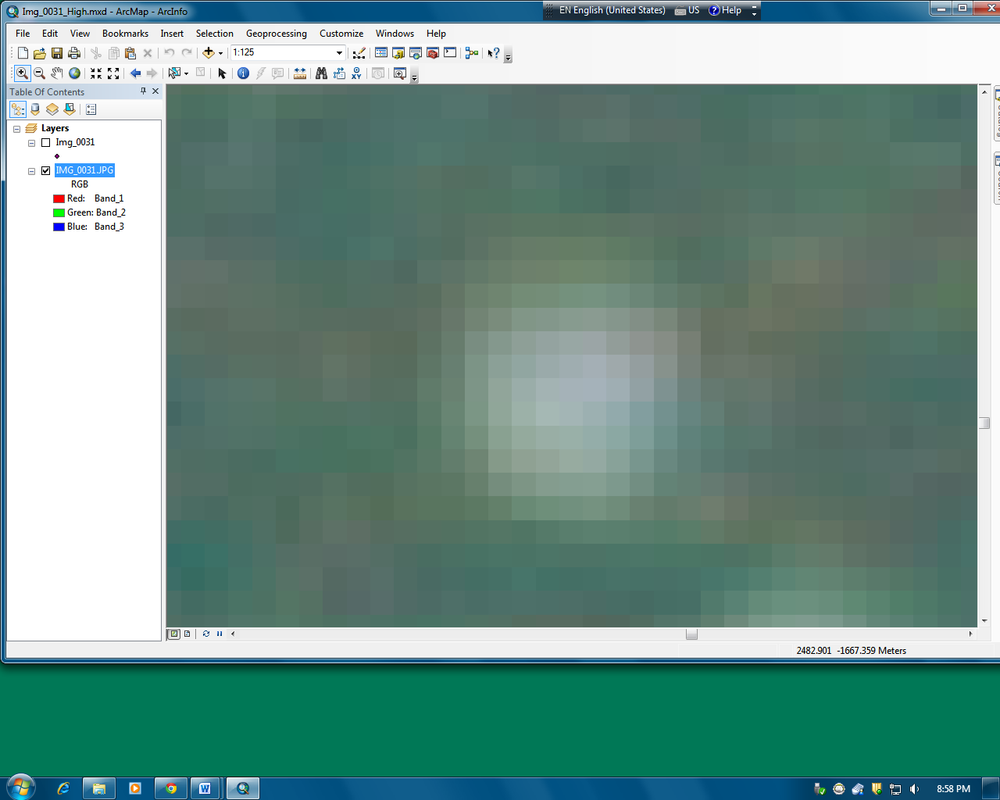 Img_0031_High.mxd - ArcMap - ArcInfo
EN English (United States) US Help
File Edit View Bookmarks Insert Selection Geoprocessing Customize Windows Help
1:125
XY
Table Of Contents
Layers
Img_0031
IMG_0031.JPG
RGB
Red: Band_1
Green: Band_2
Blue: Band_3
2482.901 -1667.359 Meters
8:58 PM